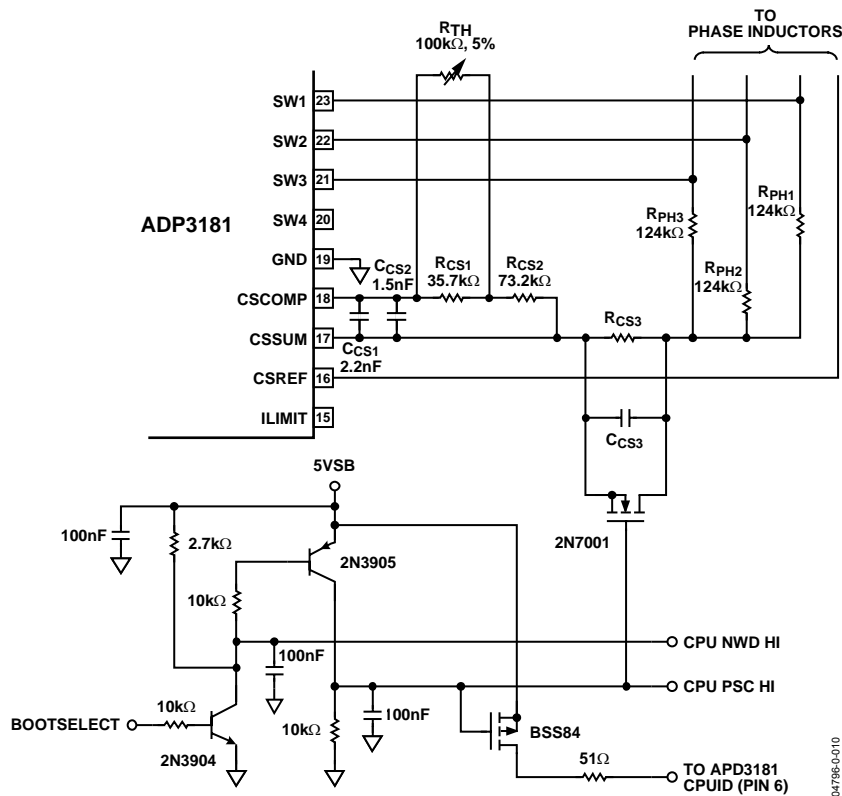 TO
PHASE INDUCTORS
RTH
100kΩ, 5%
ADP3181
SW1 23
SW2 22
SW3 21
SW4 20
GND 19
CSCOMP 18
CSSUM 17
CSREF 16
ILIMIT 15
CCS2
1.5nF
RCS1
35.7kΩ
RCS2
73.2kΩ
RPH3
124kΩ
RPH1
124kΩ
RPH2
124kΩ
CCS1
2.2nF
RCS3
CCS3
2N7001
5VSB
100nF
2.7kΩ
2N3905
10kΩ
100nF
CPU NWD HI
CPU PSC HI
BOOTSELECT
10kΩ
2N3904
10kΩ
100nF
BSS84
51Ω
TO APD3181
CPUID (PIN 6)
04796-0-010